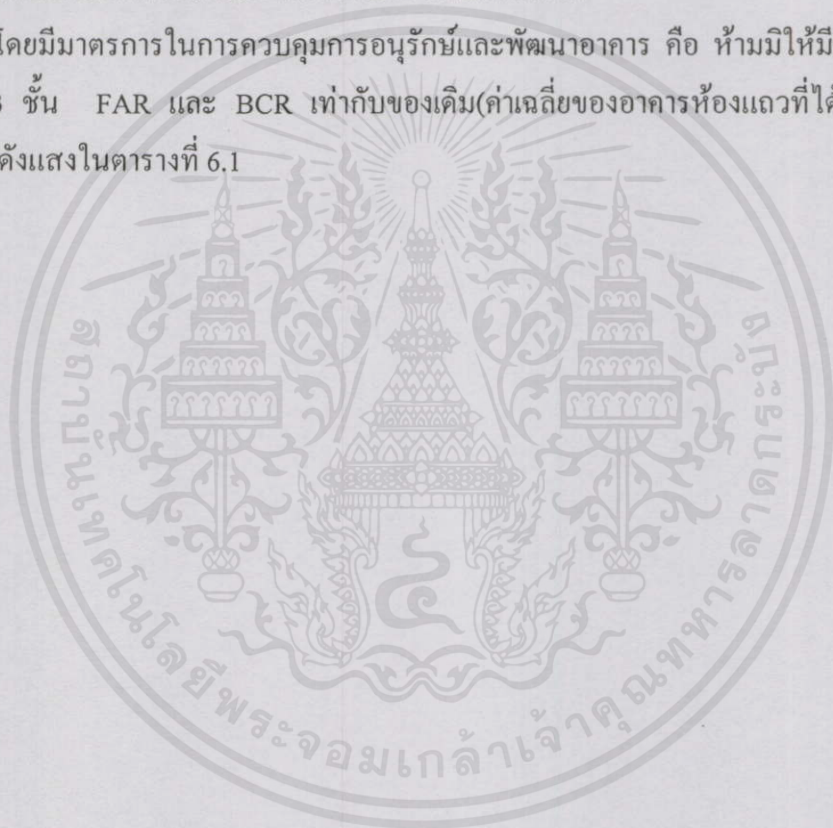 โดยมีมาตรการในการควบคุมการอนุรักษ์และพัฒนาอาคาร คือ ห้ามมิให้มี
ชั้น FAR และ BCR เท่ากับของเดิม(ค่าเฉลี่ยของอาคารห้องแถวที่ได้
ดังแสงในตารางที่ 6.1
สถาบันเทคโนโลยีพระจอมเกล้าเจ้าคุณทหารลาดกระบัง